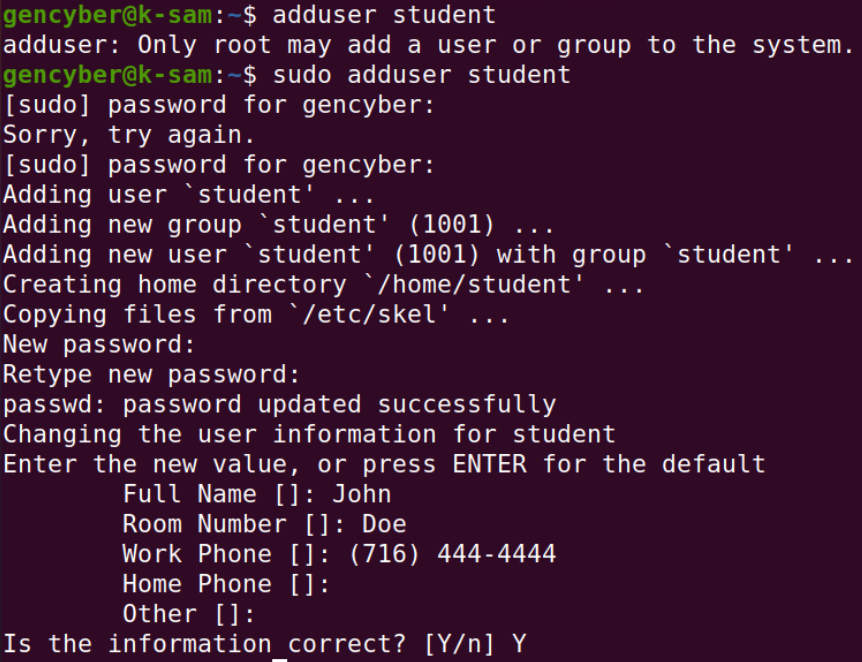 gencyber@k-sam:~$ adduser student
adduser: Only root may add a user or group to the system.
gencyber@k-sam:~$ sudo adduser student
[sudo] password for gencyber:
Sorry, try again.
[sudo] password for gencyber:
Adding user `student' ...
Adding new group `student' (1001) ...
Adding new user `student' (1001) with group `student' ...
Creating home directory `/home/student' ...
Copying files from `/etc/skel' ...
New password:
Retype new password:
passwd: password updated successfully
Changing the user information for student
Enter the new value, or press ENTER for the default
Full Name []: John
Room Number []: Doe
Work Phone []: (716) 444-4444
Home Phone []:
Other []:
Is the information correct? [Y/n] Y